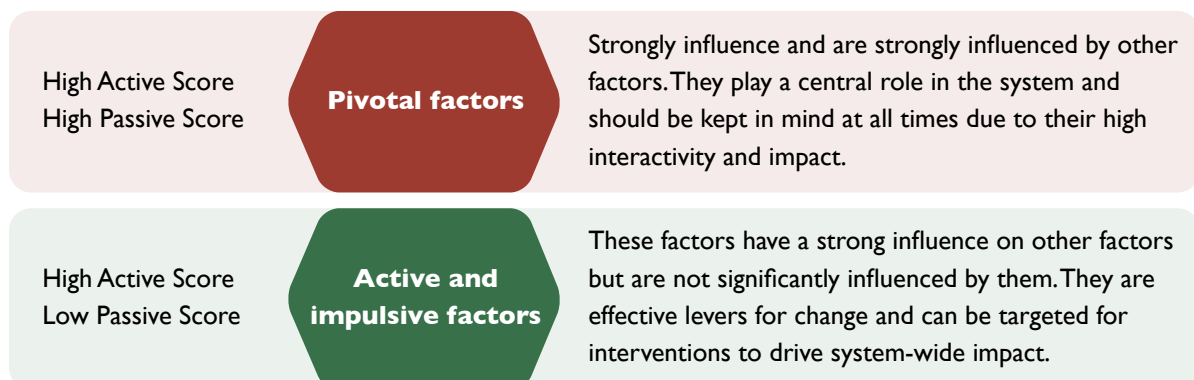 High Active Score
High Passive Score
Pivotal factors
Strongly influence and are strongly influenced by other
factors. They play a central role in the system and
should be kept in mind at all times due to their high
interactivity and impact.
High Active Score
Low Passive Score
Active and
impulsive factors
These factors have a strong influence on other factors
but are not significantly influenced by them. They are
effective levers for change and can be targeted for
interventions to drive system-wide impact.